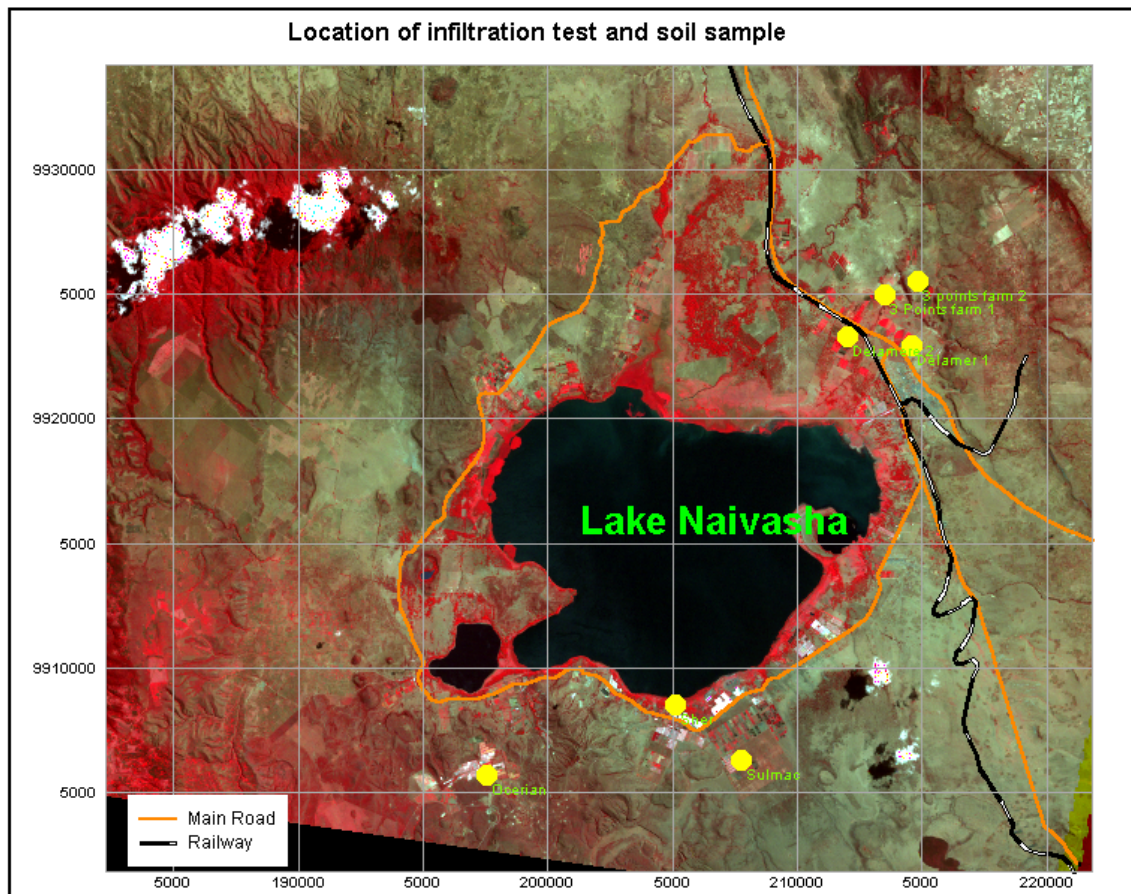 Location of infiltration test and soil sample
9930000
5000
3 points farm 2
3 Points farm 1
Delamere 2
Delamer 1
9920000
Lake Naivasha
5000
9910000
Sher
Sulmac
Oserian
5000
Main Road
Railway
5000 190000 5000 200000 5000 210000 5000 220000